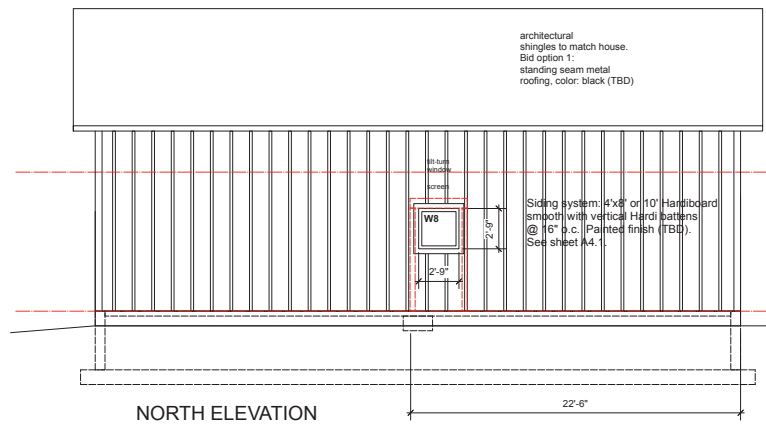 architectural
shingles to match house.
Bid option 1:
standing seam metal
roofing, color: black (TBD)
tilt-turn
window
screen
W8
2'-9"
2'-9"
Siding system: 4'x8' or 10' Hardiboard
smooth with vertical Hardi battens
@ 16" o.c. Painted finish (TBD).
See sheet A4.1.
22'-6"
NORTH ELEVATION